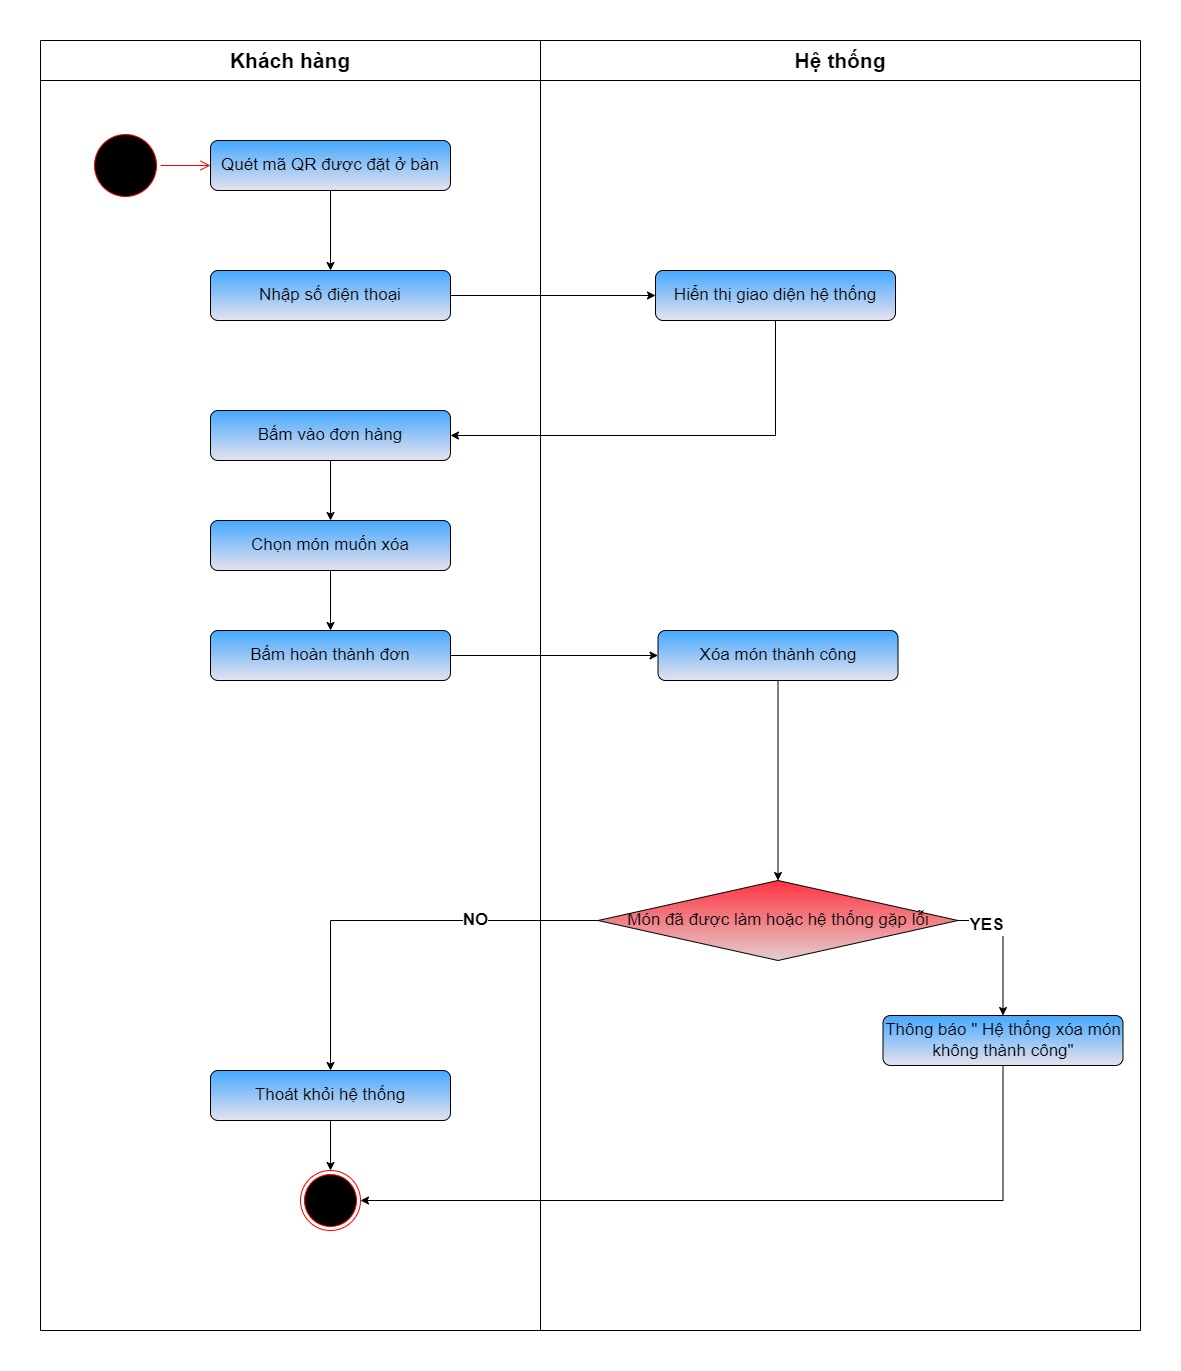 Khách hàng
Hệ thống
Quét mã QR được đặt ở bàn
Nhập số điện thoại
Hiển thị giao diện hệ thống
Bấm vào đơn hàng
Chọn món muốn xóa
Bấm hoàn thành đơn
Xóa món thành công
Món đã được làm hoặc hệ thống gặp lỗi
NO
YES
Thông báo " Hệ thống xóa món
không thành công"
Thoát khỏi hệ thống